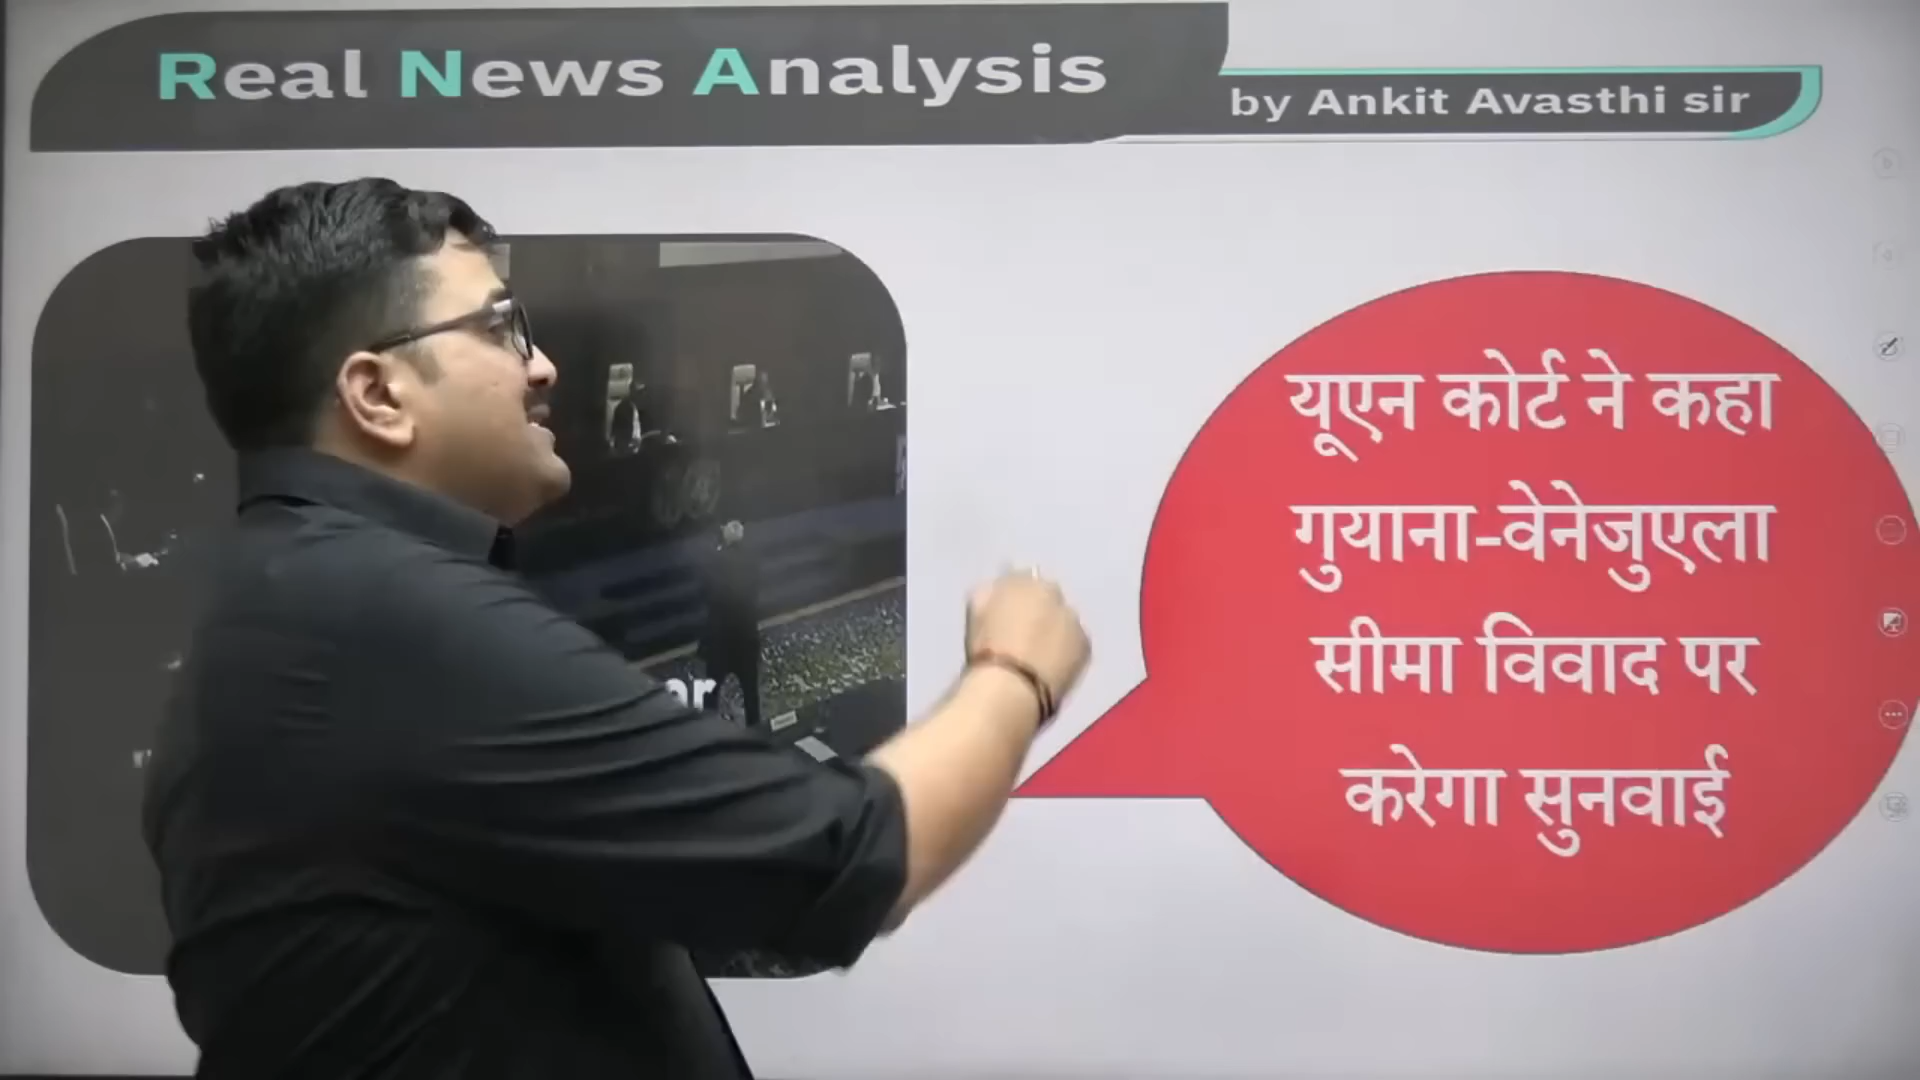 Real News Analysis
by Ankit Avasthi sir
यूएन कोर्ट ने कहा
गुयाना-वेनेजुएला
सीमा विवाद पर
करेगा सुनवाई